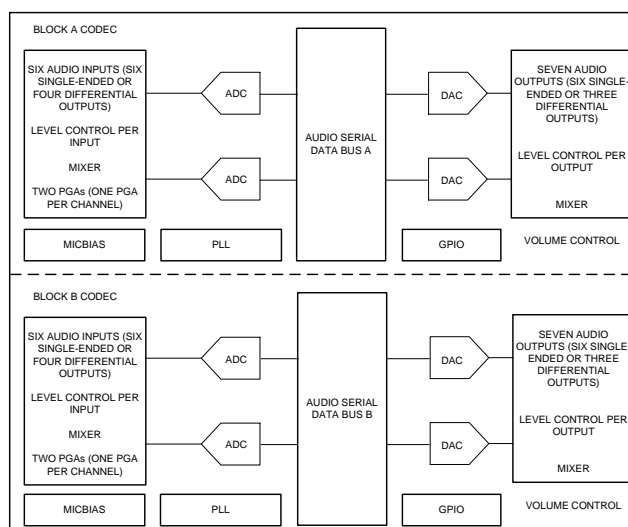 BLOCK A CODEC
SIX AUDIO INPUTS (SIX
SINGLE-ENDED OR
FOUR DIFFERENTIAL
OUTPUTS)
LEVEL CONTROL PER
INPUT
MIXER
TWO PGAs (ONE PGA
PER CHANNEL)
ADC
ADC
AUDIO SERIAL
DATA BUS A
DAC
DAC
SEVEN AUDIO
OUTPUTS (SIX SINGLE-
ENDED OR THREE
DIFFERENTIAL
OUTPUTS)
LEVEL CONTROL PER
OUTPUT
MIXER
MICBIAS
PLL
GPIO
VOLUME CONTROL
BLOCK B CODEC
SIX AUDIO INPUTS (SIX
SINGLE-ENDED OR
FOUR DIFFERENTIAL
OUTPUTS)
LEVEL CONTROL PER
INPUT
MIXER
TWO PGAs (ONE PGA
PER CHANNEL)
ADC
ADC
AUDIO SERIAL
DATA BUS B
DAC
DAC
SEVEN AUDIO
OUTPUTS (SIX SINGLE-
ENDED OR THREE
DIFFERENTIAL
OUTPUTS)
LEVEL CONTROL PER
OUTPUT
MIXER
MICBIAS
PLL
GPIO
VOLUME CONTROL